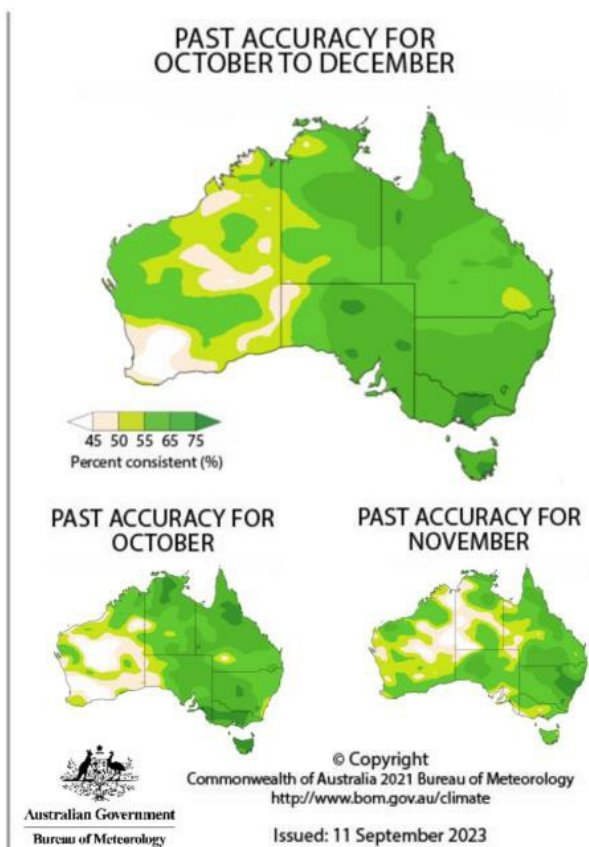 PAST ACCURACY FOR
OCTOBER TO DECEMBER
45 50 55 65 75
Percent consistent (%)
PAST ACCURACY FOR
OCTOBER
PAST ACCURACY FOR
NOVEMBER
© Copyright
Commonwealth of Australia 2021 Bureau of Meteorology
http://www.bom.gov.au/climate
Australian Government
Bureau of Meteorology
Issued: 11 September 2023